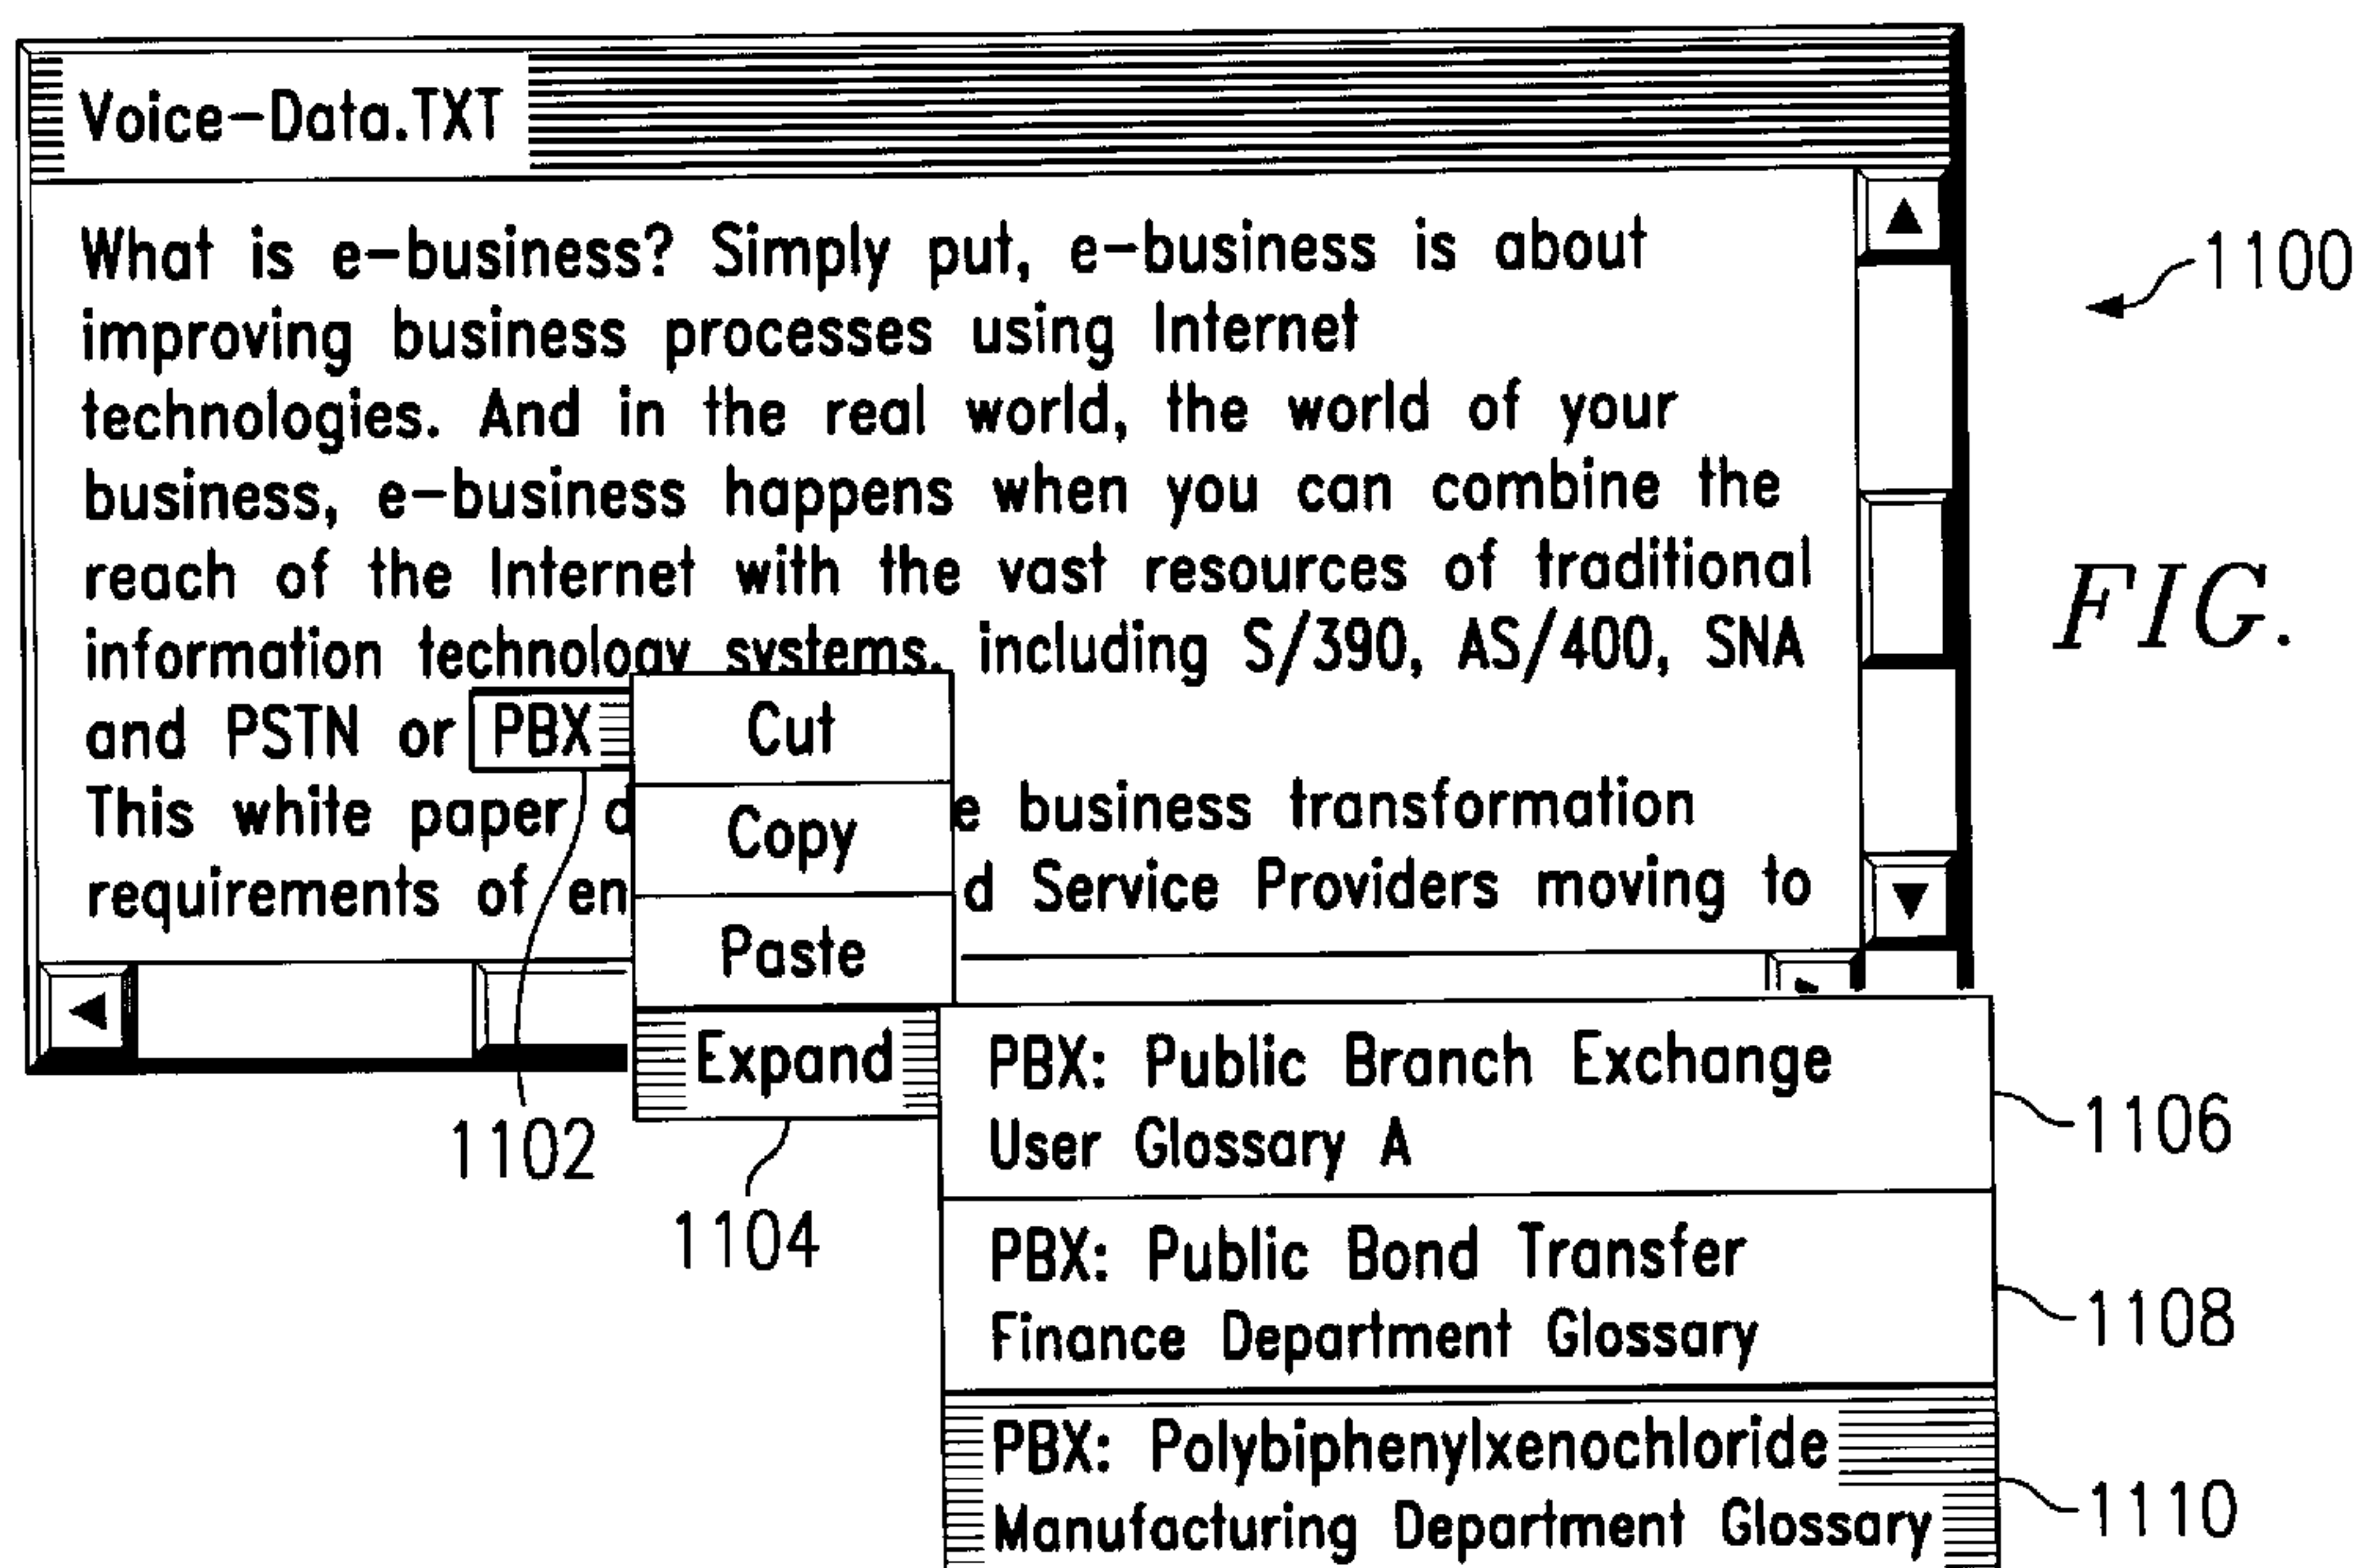 Voice-Data.TXT
What is e-business? Simply put, e-business is about
improving business processes using Internet
technologies. And in the real world, the world of your
business, e-business happens when you can combine the
reach of the Internet with the vast resources of traditional
information technology systems, including S/390, AS/400, SNA
and PSTN or PBX
This white paper d e business transformation
requirements of en d Service Providers moving to
Cut
Copy
Paste
Expand
PBX: Public Branch Exchange
User Glossary A
PBX: Public Bond Transfer
Finance Department Glossary
PBX: Polybiphenylxenochloride
Manufacturing Department Glossary
1100
FIG.
1102
1104
1106
1108
1110